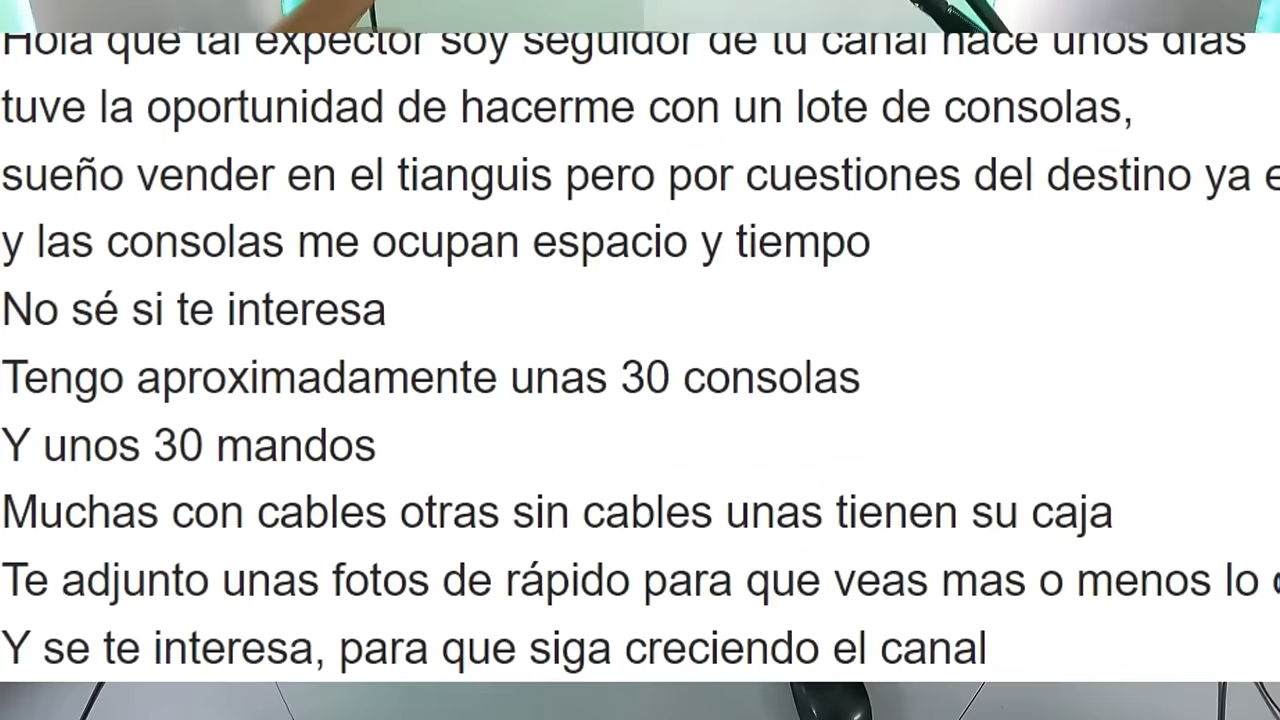 Hola que tal expector soy seguidor de tu canal hace unos días
tuve la oportunidad de hacerme con un lote de consolas,
sueño vender en el tianguis pero por cuestiones del destino ya
y las consolas me ocupan espacio y tiempo
No sé si te interesa
Tengo aproximadamente unas 30 consolas
Y unos 30 mandos
Muchas con cables otras sin cables unas tienen su caja
Te adjunto unas fotos de rápido para que veas mas o menos lo
Y se te interesa, para que siga creciendo el canal